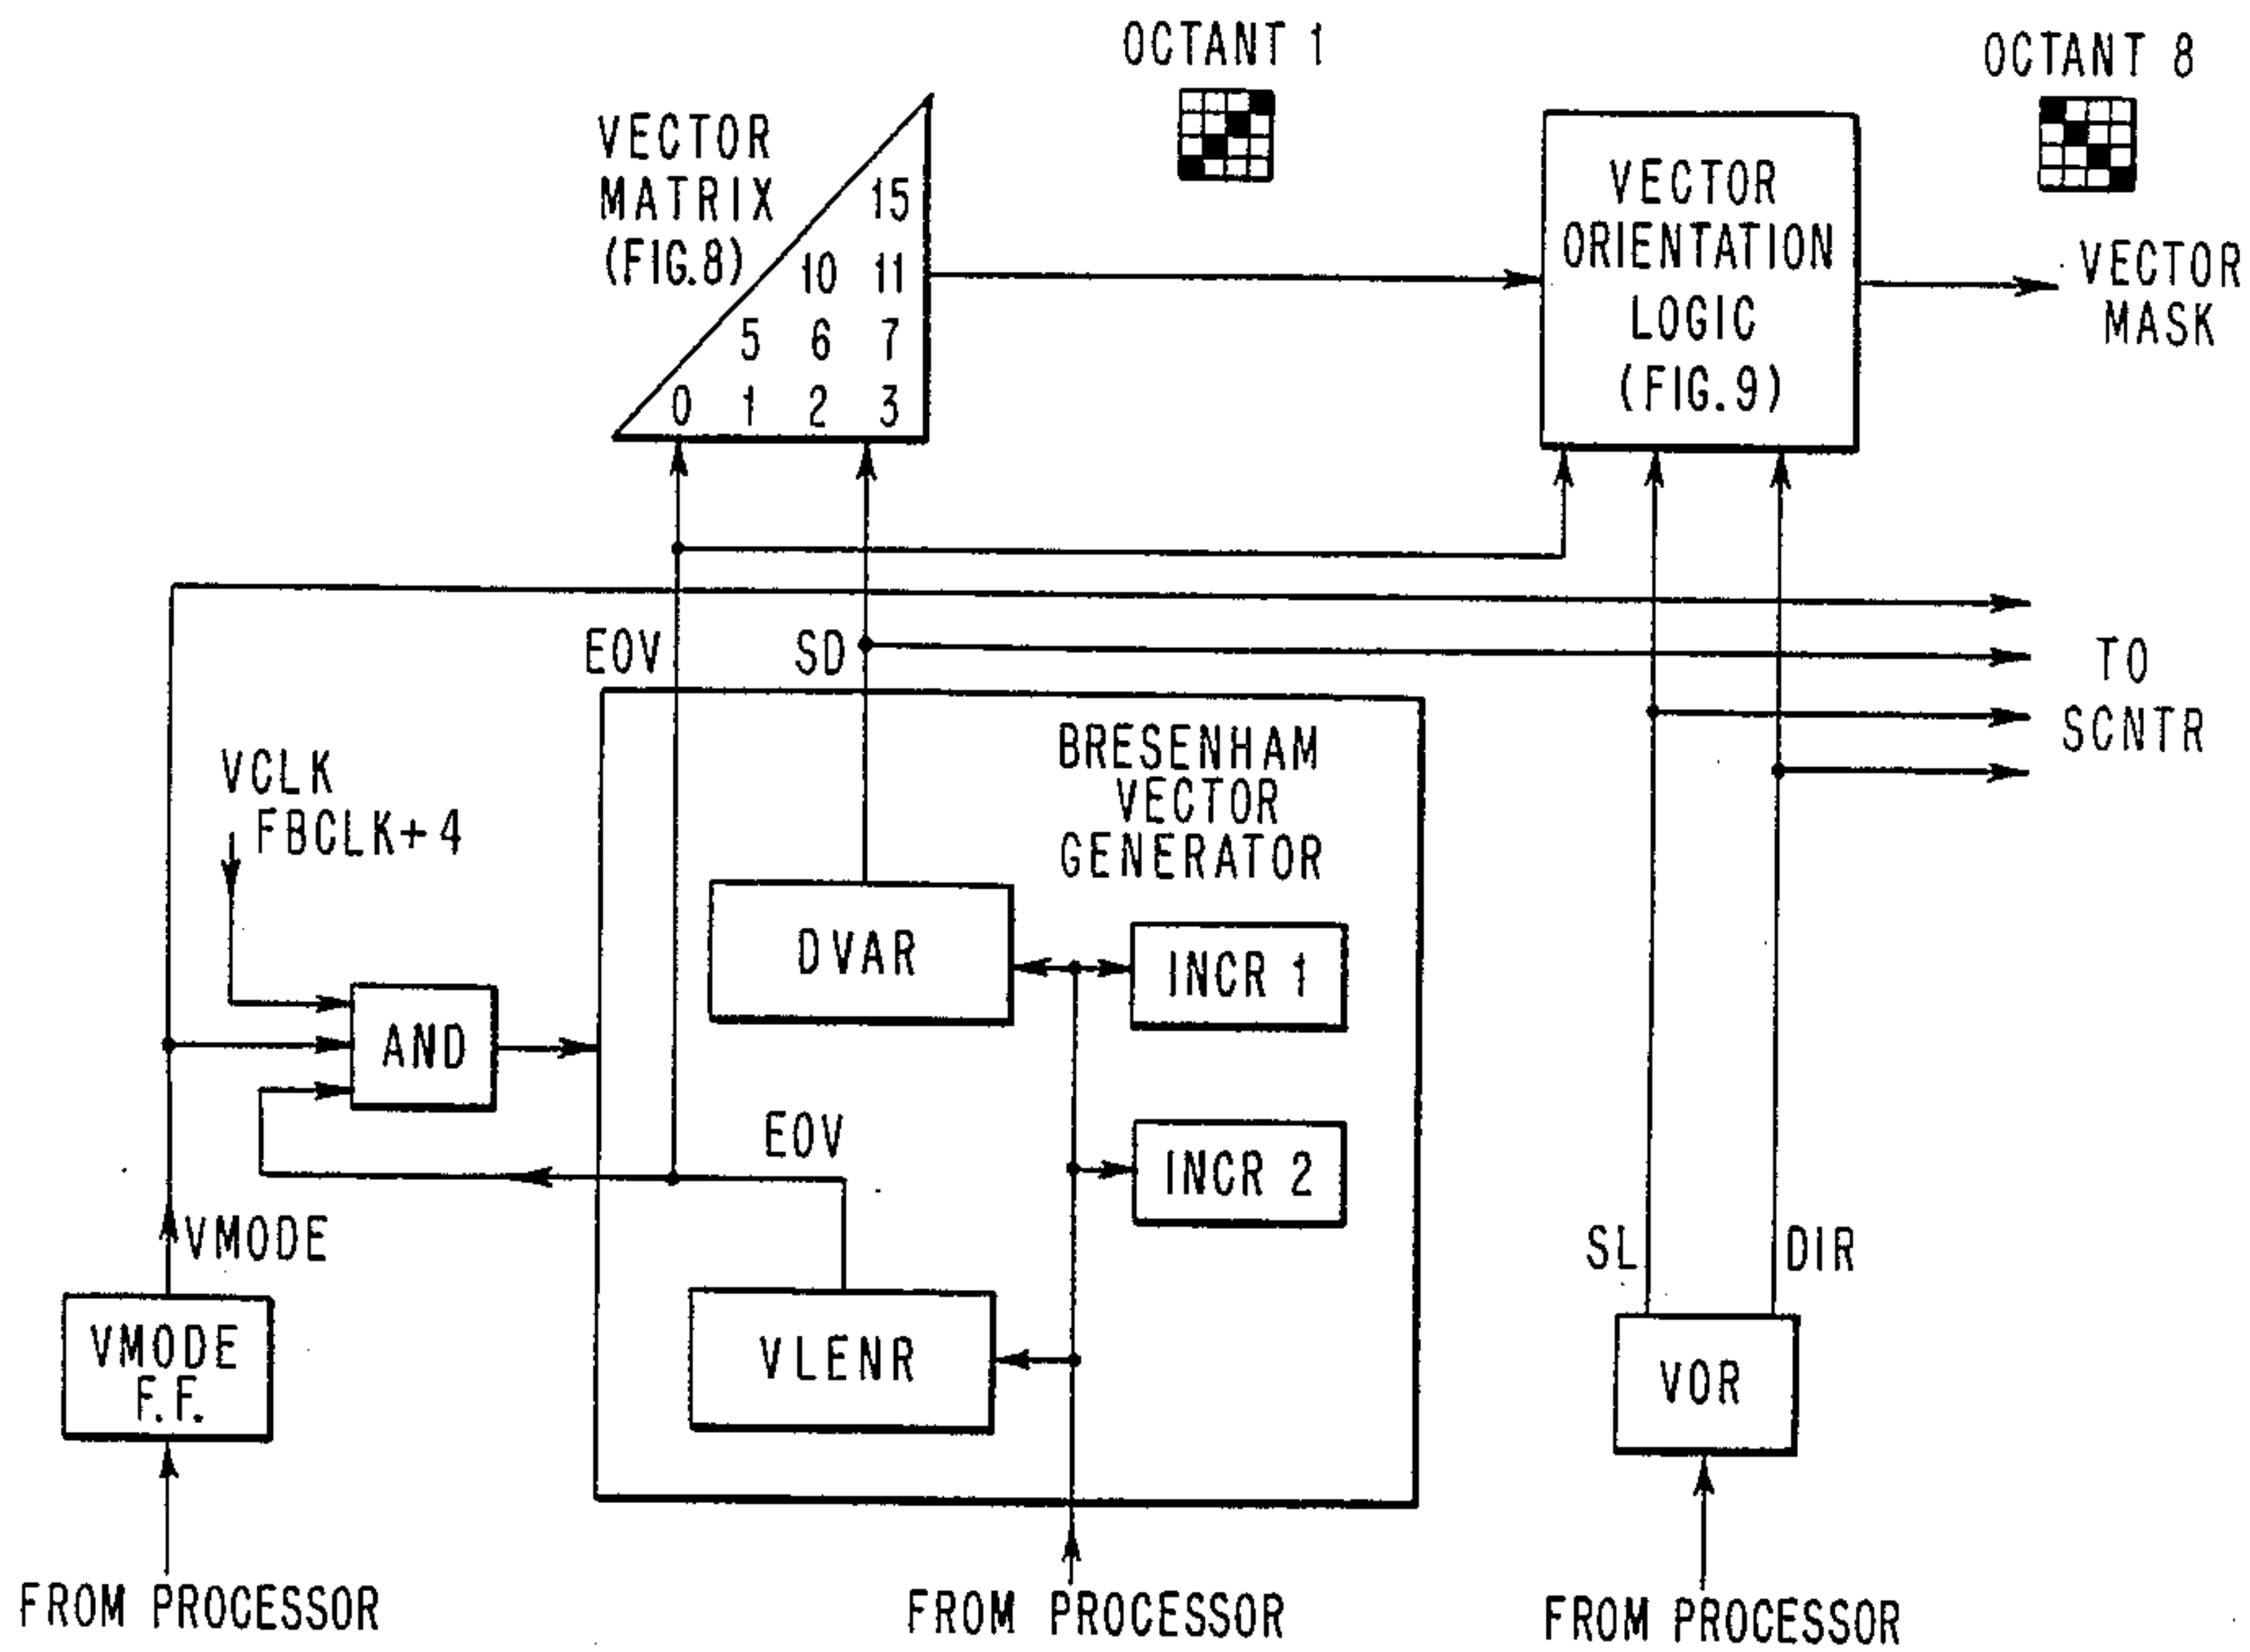 OCTANT 1
OCTANT 8
VECTOR
MATRIX
(FIG.8)
15
10 11
5 6 7
0 1 2 3
VECTOR
ORIENTATION
LOGIC
(FIG.9)
VECTOR
MASK
EOV
SD
TO
SCNTR
VCLK
FBCLK+4
BRESENHAM
VECTOR
GENERATOR
DVAR
INCR 1
AND
EOV
INCR 2
VMODE
SL
DIR
VMODE
F.F.
VLENR
VOR
FROM PROCESSOR
FROM PROCESSOR
FROM PROCESSOR